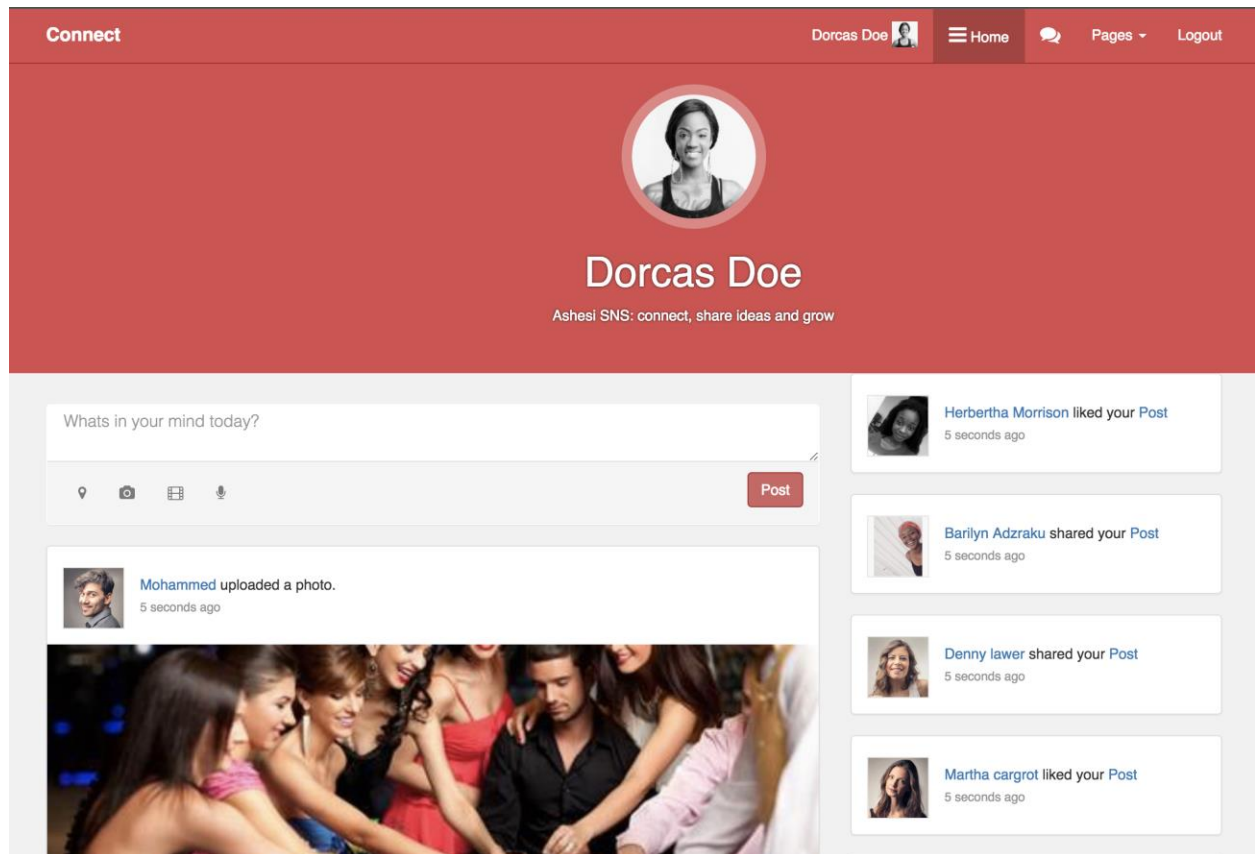 Connect
Dorcas Doe
Home
Pages
Logout
Dorcas Doe
Ashesi SNS: connect, share ideas and grow
Whats in your mind today?
Post
Mohammed uploaded a photo.
5 seconds ago
Herbertha Morrison liked your Post
5 seconds ago
Barilyn Adzraku shared your Post
5 seconds ago
Denny lawer shared your Post
5 seconds ago
Martha cargrot liked your Post
5 seconds ago